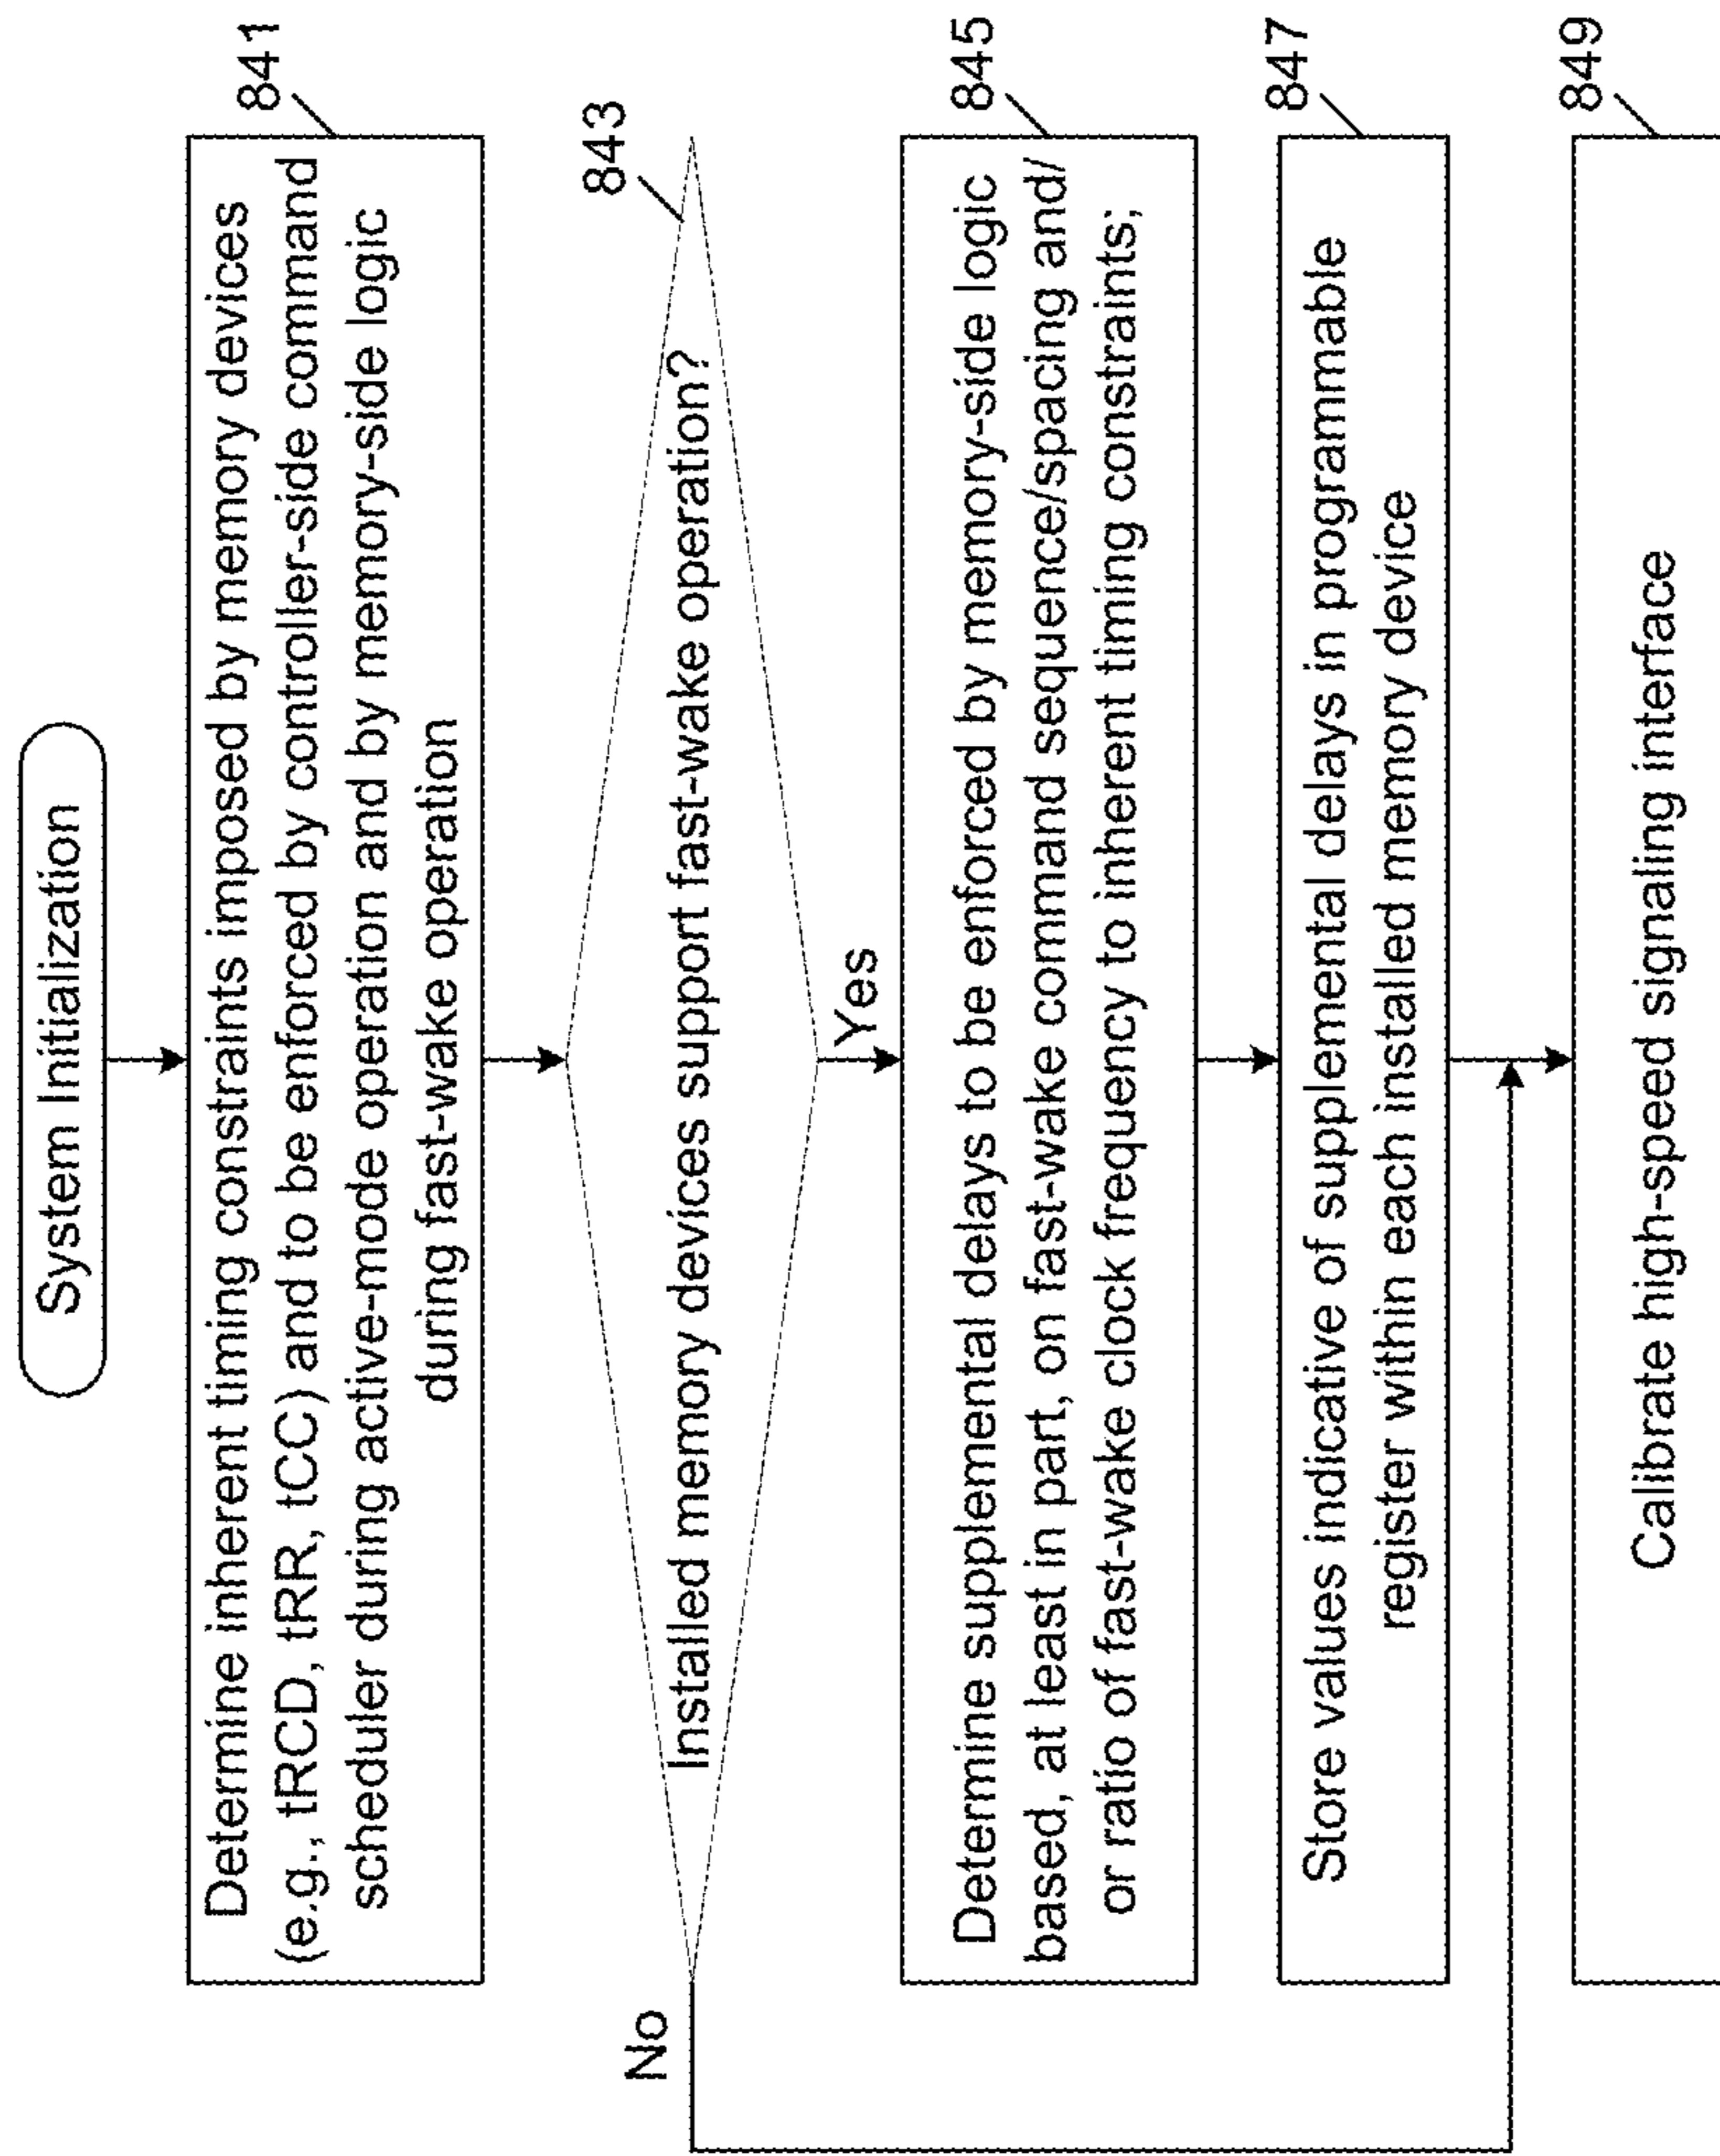 System Initialization
841
Determine inherent timing constraints imposed by memory devices
(e.g., tRCD, tRR, tCC) and to be enforced by controller-side command
scheduler during active-mode operation and by memory-side logic
during fast-wake operation
843
Installed memory devices support fast-wake operation?
No
Yes
845
Determine supplemental delays to be enforced by memory-side logic
based, at least in part, on fast-wake command sequence/spacing and/
or ratio of fast-wake clock frequency to inherent timing constraints;
847
Store values indicative of supplemental delays in programmable
register within each installed memory device
849
Calibrate high-speed signaling interface